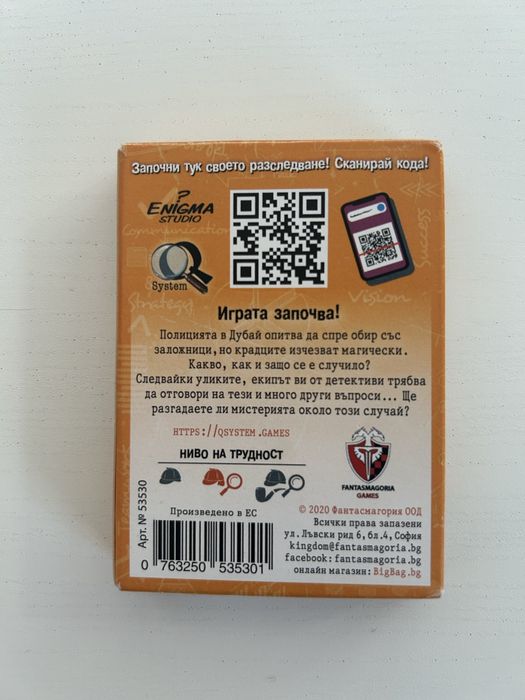 Започни тук своето разследване! Сканирай кода!
Enigma
Studio
Communication
Success
System
Strategy
Vision
Играта започва!
Полицията в Дубай опитва да спре обир със
заложници, но крадците изчезват магически.
Какво, как и защо се е случило?
Следвайки уликите, екипът ви от детективи трябва
да отговори на тези и много други въпроси... Ще
разгадаете ли мистерията около този случай?
https://qsystem.games
НИВО НА ТРУДНОСТ
FANTASMAGORIA
GAMES
Произведено в ЕС
Арт. № 53530
0 763250 535301
© 2020 Фантасмагория ООД
Всички права запазени
ул. Лъвски рид 6, бл.4, София
kingdom@fantasmagoria.bg
facebook: fantasmagoria.bg
онлайн магазин: BigBag.bg